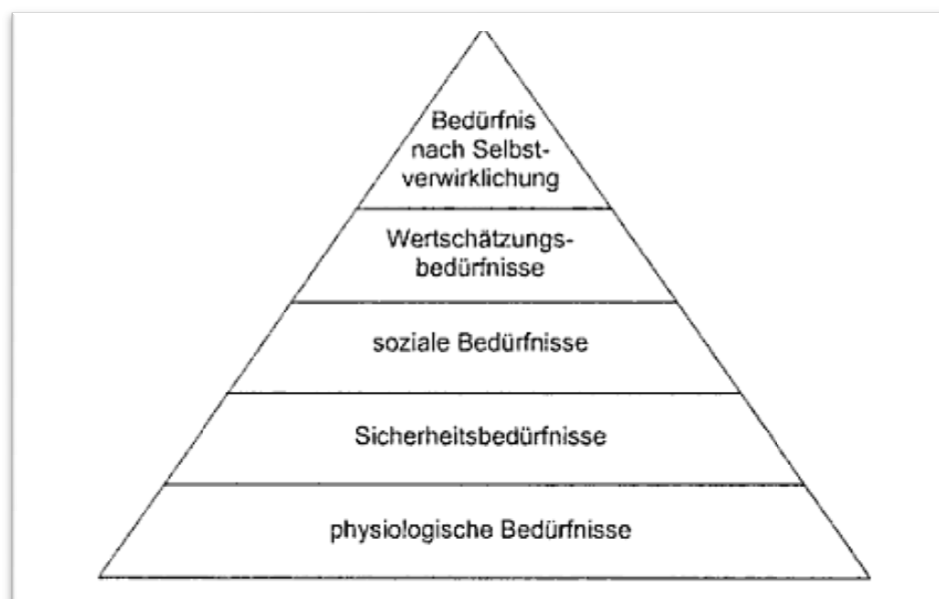 Bedürfnis
nach Selbst-
verwirklichung
Wertschätzungs-
bedürfnisse
soziale Bedürfnisse
Sicherheitsbedürfnisse
physiologische Bedürfnisse